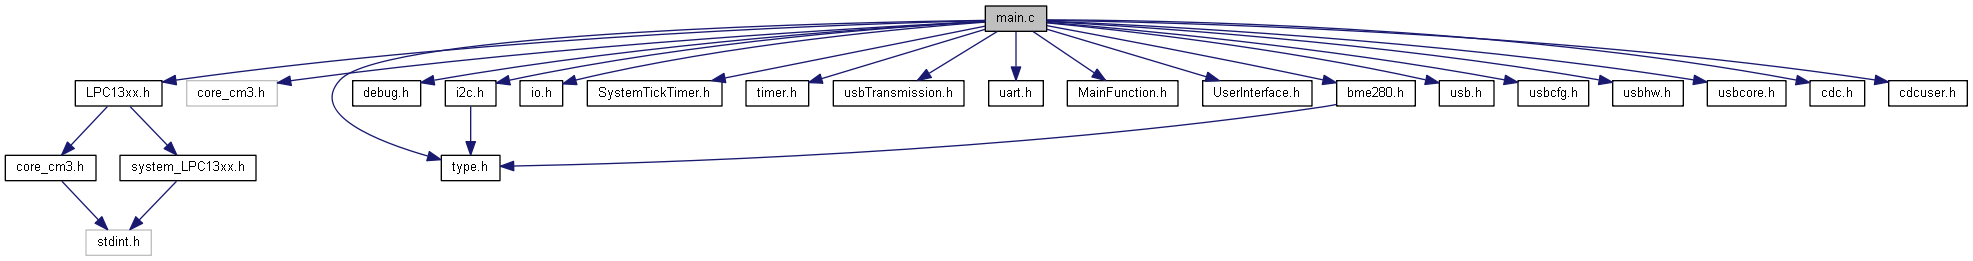 main.c
LPC13xx.h
core_cm3.h
debug.h
i2c.h
io.h
SystemTickTimer.h
timer.h
usbTransmission.h
uart.h
MainFunction.h
UserInterface.h
bme280.h
usb.h
usbcfg.h
usbhw.h
usbcore.h
cdc.h
cdcuser.h
core_cm3.h
system_LPC13xx.h
type.h
stdint.h